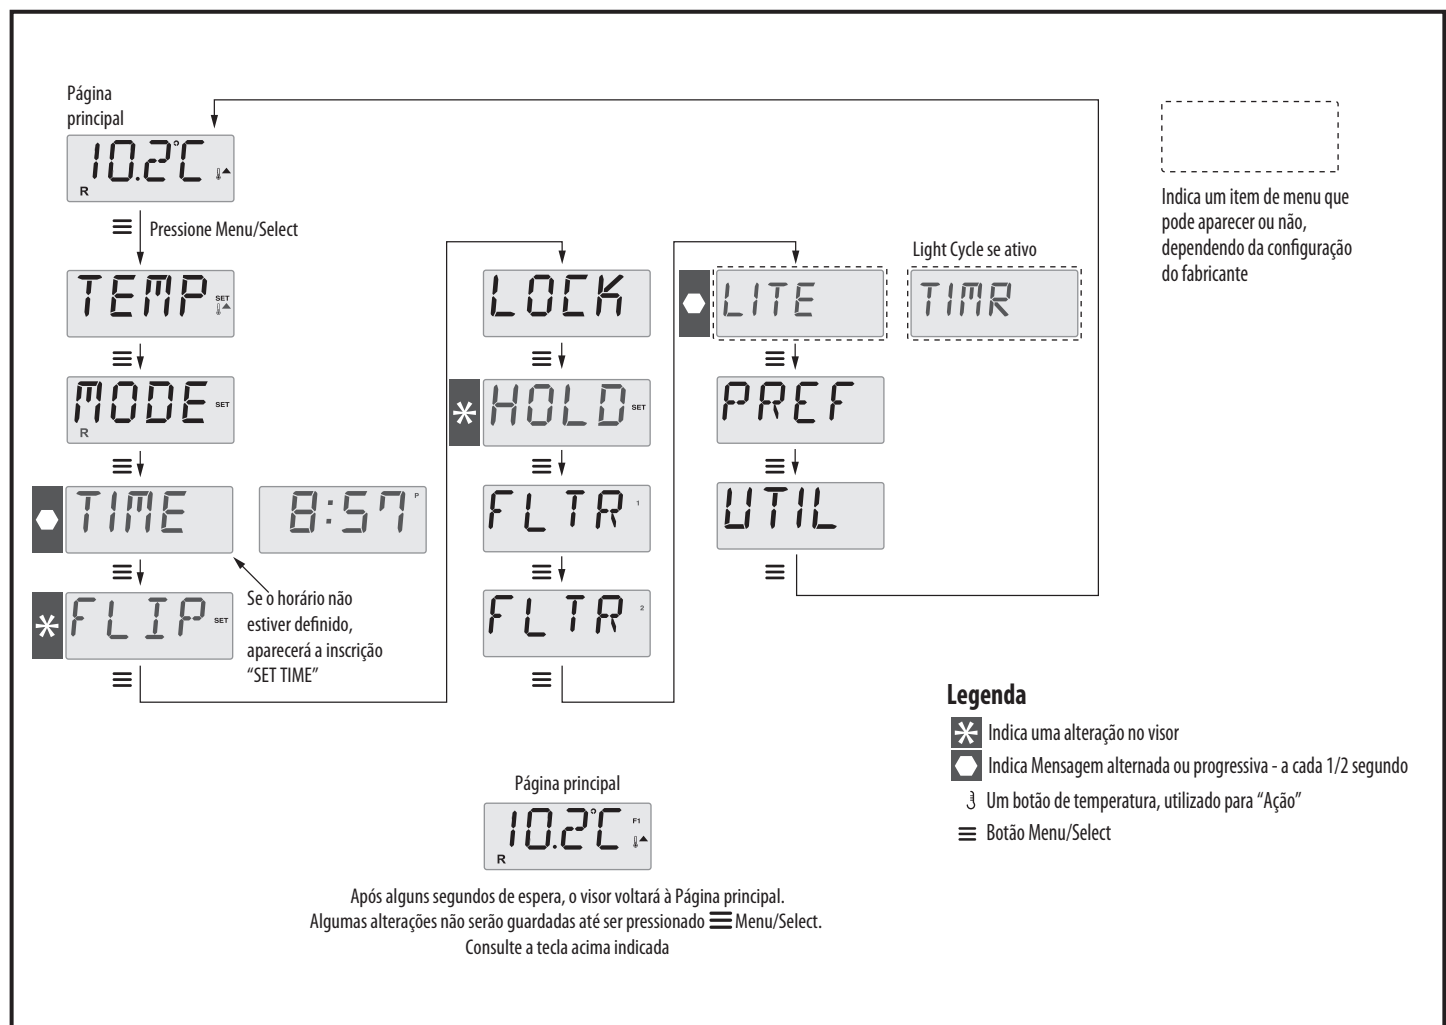 Página
principal
10.2°C
R
Pressione Menu/Select
TEMP
SET
MODE
SET
R
TIME
8:57
P
FLIP
SET
Se o horário não
estiver definido,
aparecerá a inscrição
“SET TIME”
LOCK
HOLD
SET
FLTR
1
FLTR
2
Light Cycle se ativo
LITE
TIMR
PREF
UTIL
Indica um item de menu que
pode aparecer ou não,
dependendo da configuração
do fabricante
Legenda
Indica uma alteração no visor
Indica Mensagem alternada ou progressiva - a cada 1/2 segundo
Um botão de temperatura, utilizado para “Ação”
Botão Menu/Select
Página principal
10.2°C
F1
R
Após alguns segundos de espera, o visor voltará à Página principal.
Algumas alterações não serão guardadas até ser pressionado Menu/Select.
Consulte a tecla acima indicada